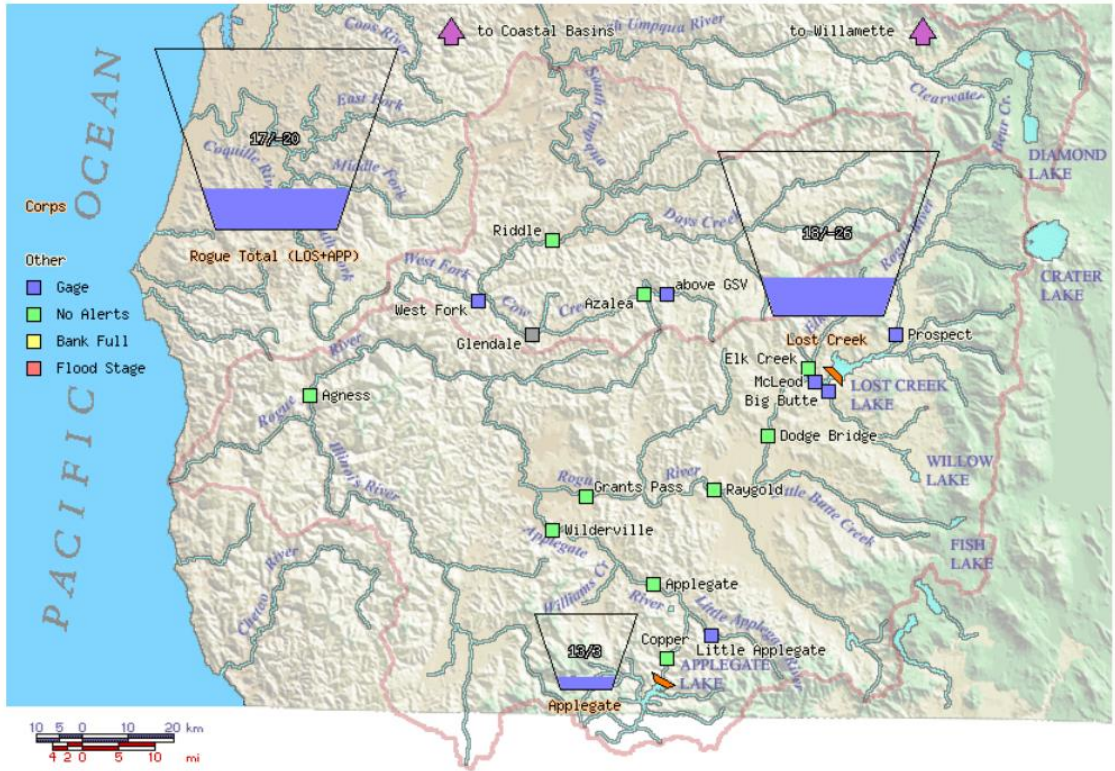 to Coastal Basins
to Willamette
Umpqua River
Coos River
South Umpqua
Clearwater
Bear Cr.
East Fork
PACIFIC OCEAN
17/-20
Coquille River
Middle Fork
DIAMOND
LAKE
Corps
Days Creek
18/-26
Rogue River
Riddle
Rogue Total (LOS+APP)
CRATER
LAKE
Other
Gage
No Alerts
Bank Full
Flood Stage
West Fork
Cow Creek
above GSV
Azalea
West Fork
Glendale
Lost Creek
Prospect
Elk Creek
McLeod
Big Butte
LOST CREEK
LAKE
Rogue River
Agness
Illinois River
Dodge Bridge
WILLOW
LAKE
Rogue River
Grants Pass
Raygold
Little Butte Creek
Wilderville
FISH
LAKE
Applegate River
Williams Cr
Applegate
Chetco River
Little Applegate River
13/3
Copper
Little Applegate
APPLEGATE
LAKE
Applegate
10 5 0 10 20 km
4 2 0 5 10 mi